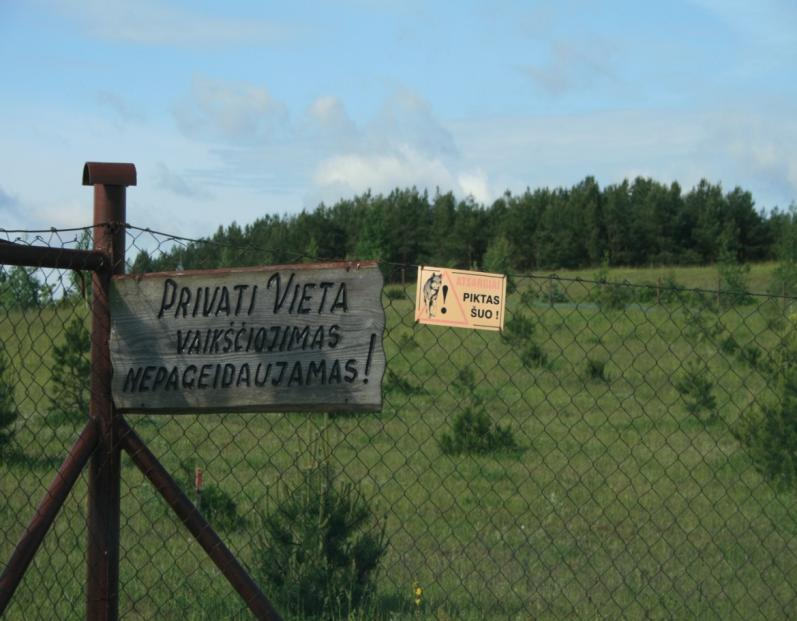 PRIVATI VIETA
VAIKŠČIOJIMAS
NEPAGEIDAUJAMAS!
ATSARGIAI
!
PIKTAS
ŠUO !